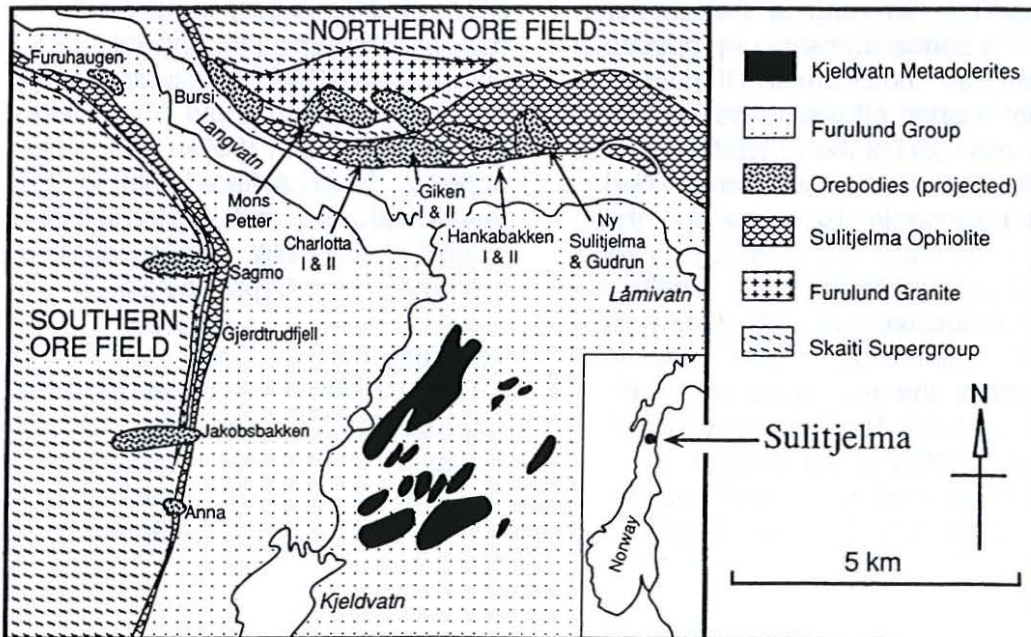 NORTHERN ORE FIELD
Furuhaugen
Bursi
Langvatn
Mons
Petter
Charlotta
I & II
Giken
I & II
Hankabakken
I & II
Ny
Sulitjelma
& Gudrun
Låmivatn
Sagmo
SOUTHERN
ORE FIELD
Gjerdtrudfjell
Jakobsbakken
Anna
Kjeldvatn
Norway
Sulitjelma
Kjeldvatn Metadolerites
Furulund Group
Orebodies (projected)
Sulitjelma Ophiolite
Furulund Granite
Skaiti Supergroup
N
5 km